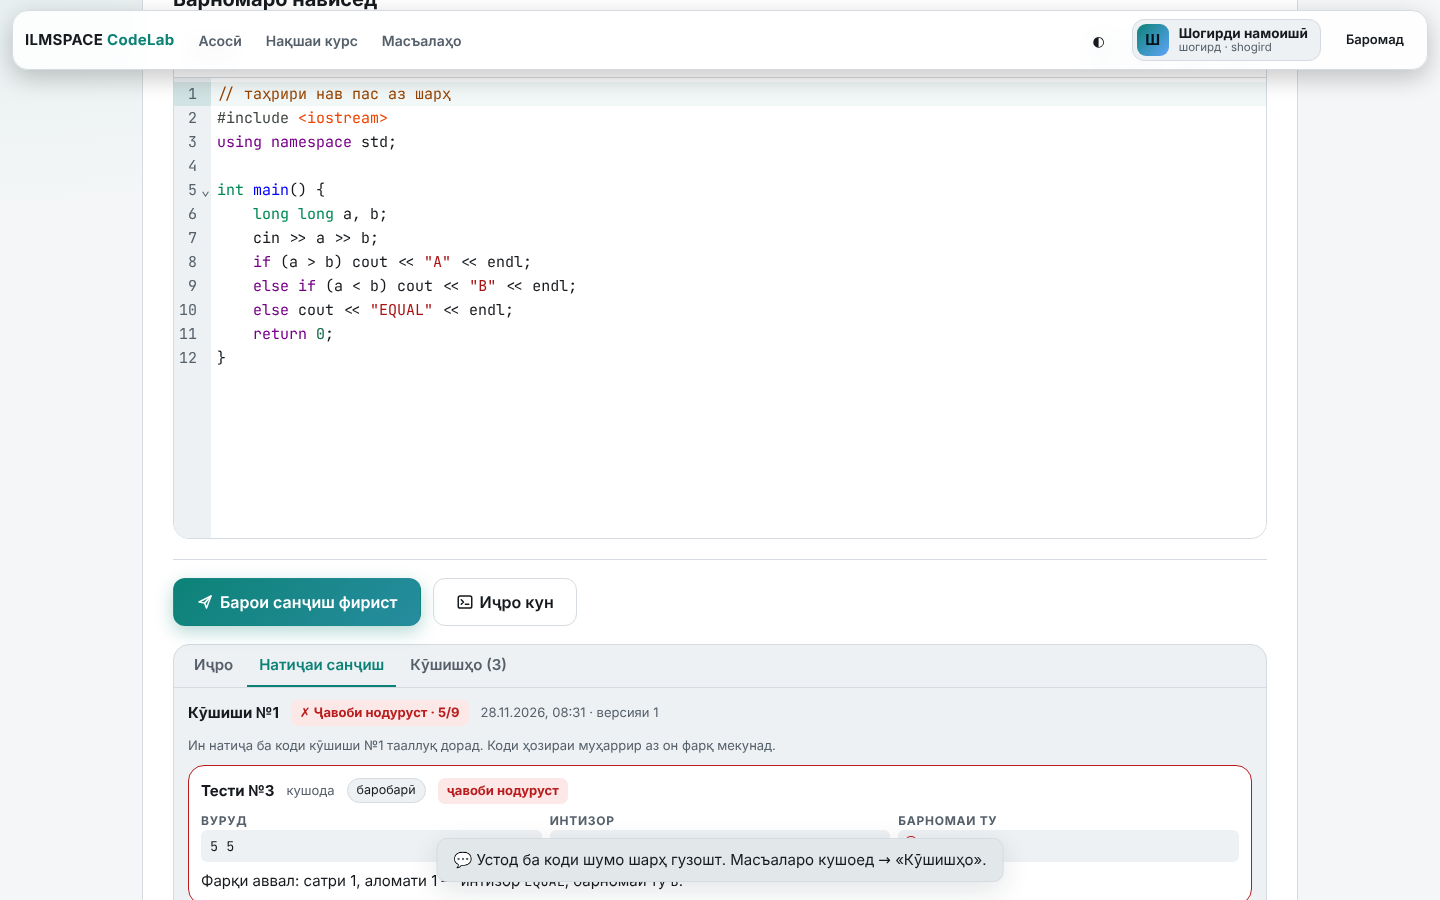 Барномаро нависед
ILMSPACE CodeLab
Асосӣ
Нақшаи курс
Масъалаҳо
Ш
Шогирди намоишӣ
шогирд · shogird
Баромад
1 // таҳрири нав пас аз шарҳ
2 #include <iostream>
3 using namespace std;
4
5 int main() {
6 long long a, b;
7 cin >> a >> b;
8 if (a > b) cout << "A" << endl;
9 else if (a < b) cout << "B" << endl;
10 else cout << "EQUAL" << endl;
11 return 0;
12 }
Барои санҷиш фирист
Иҷро кун
Иҷро
Натиҷаи санҷиш
Кӯшишҳо (3)
Кӯшиши №1 ✗ Ҷавоби нодуруст · 5/9 28.11.2026, 08:31 · версияи 1
Ин натиҷа ба коди кӯшиши №1 тааллуқ дорад. Коди ҳозираи муҳаррир аз он фарқ мекунад.
Тести №3 кушода баробарӣ ҷавоби нодуруст
ВУРУД
ИНТИЗОР
БАРНОМАИ ТУ
5 5
💬 Устод ба коди шумо шарҳ гузошт. Масъаларо кушоед → «Кӯшишҳо».
Фарқи аввал: сатри 1, аломати 1